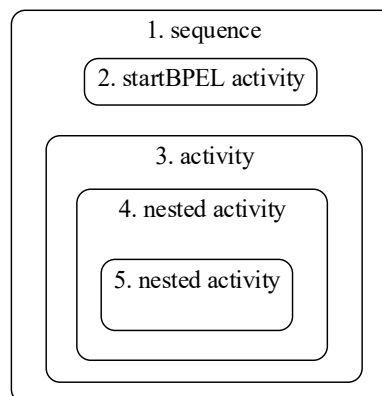 1. sequence
2. startBPEL activity
3. activity
4. nested activity
5. nested activity